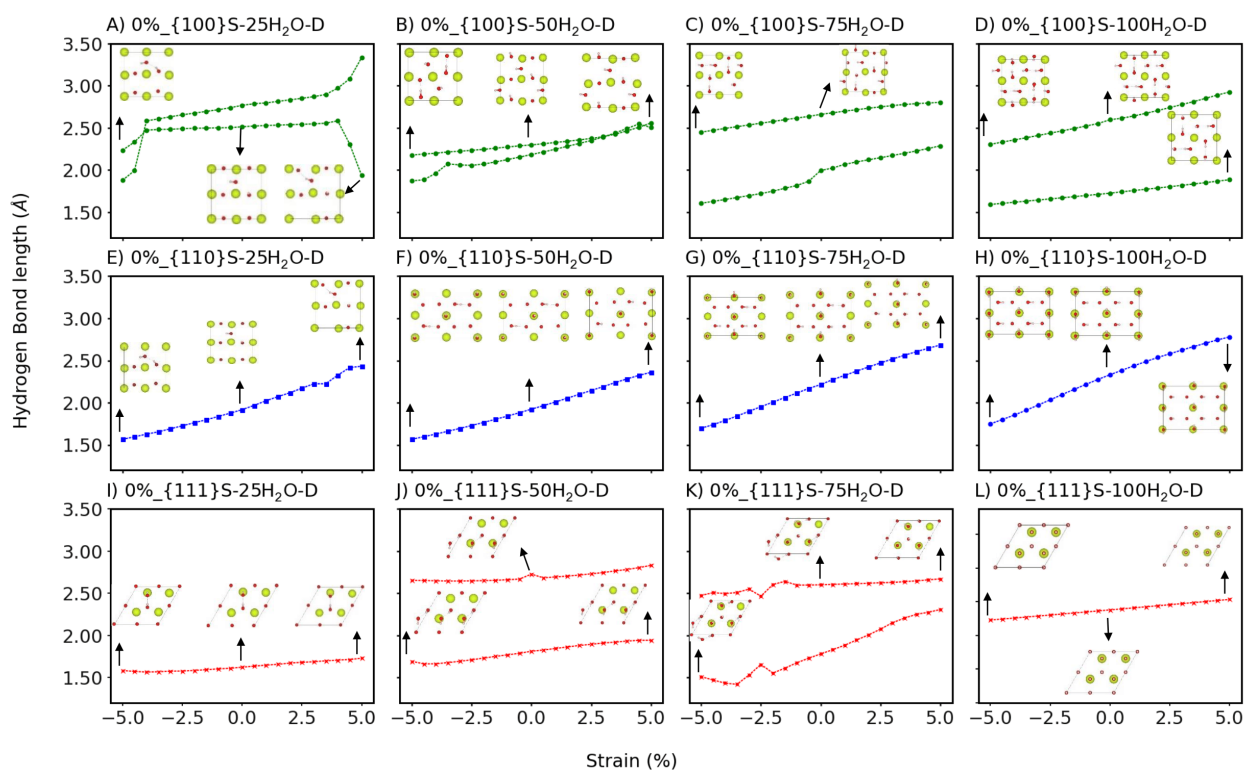 A) 0%_{100}S-25H₂O-D
B) 0%_{100}S-50H₂O-D
C) 0%_{100}S-75H₂O-D
D) 0%_{100}S-100H₂O-D
3.50
3.00
2.50
2.00
1.50
E) 0%_{110}S-25H₂O-D
F) 0%_{110}S-50H₂O-D
G) 0%_{110}S-75H₂O-D
H) 0%_{110}S-100H₂O-D
3.50
3.00
2.50
2.00
1.50
Hydrogen Bond length (Å)
I) 0%_{111}S-25H₂O-D
J) 0%_{111}S-50H₂O-D
K) 0%_{111}S-75H₂O-D
L) 0%_{111}S-100H₂O-D
3.50
3.00
2.50
2.00
1.50
−5.0 −2.5 0.0 2.5 5.0
−5.0 −2.5 0.0 2.5 5.0
−5.0 −2.5 0.0 2.5 5.0
−5.0 −2.5 0.0 2.5 5.0
Strain (%)